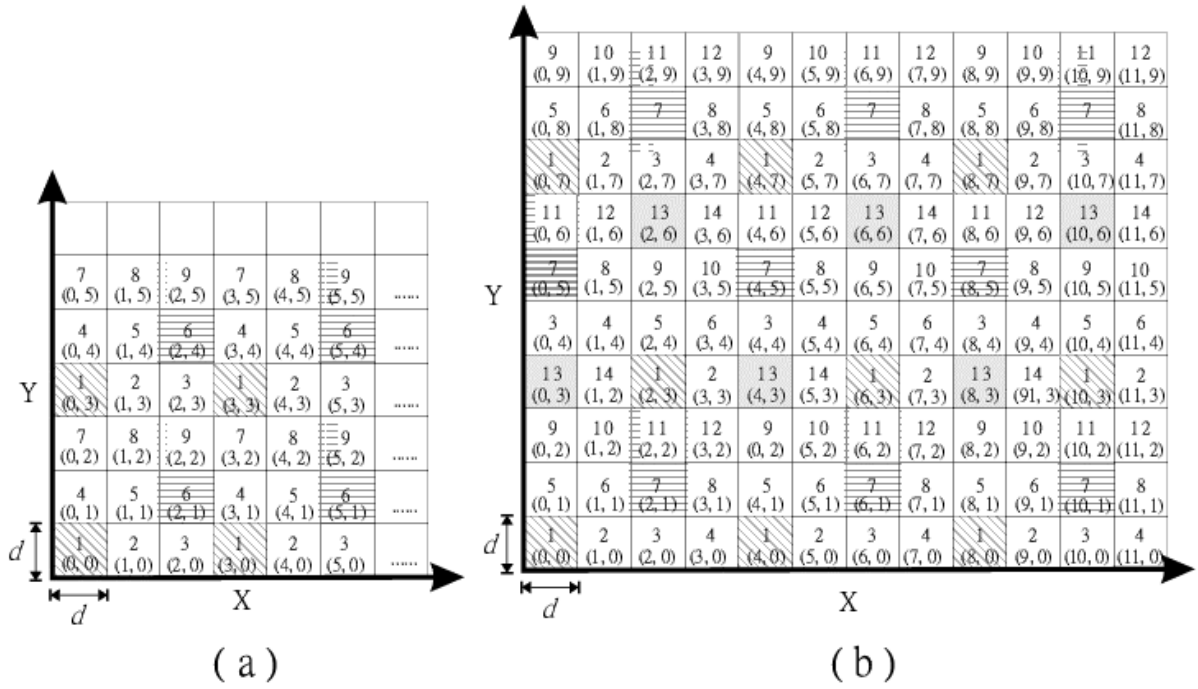 7 8 9 7 8 9
(0, 5) (1, 5) (2, 5) (3, 5) (4, 5) (5, 5) ......
4 5 6 4 5 6
(0, 4) (1, 4) (2, 4) (3, 4) (4, 4) (5, 4) ......
1 2 3 1 2 3
(0, 3) (1, 3) (2, 3) (3, 3) (4, 3) (5, 3) ......
Y
7 8 9 7 8 9
(0, 2) (1, 2) (2, 2) (3, 2) (4, 2) (5, 2) ......
4 5 6 4 5 6
(0, 1) (1, 1) (2, 1) (3, 1) (4, 1) (5, 1) ......
1 2 3 1 2 3
(0, 0) (1, 0) (2, 0) (3, 0) (4, 0) (5, 0) ......
d
d
X
( a )
9 10 11 12 9 10 11 12 9 10 11 12
(0, 9) (1, 9) (2, 9) (3, 9) (4, 9) (5, 9) (6, 9) (7, 9) (8, 9) (9, 9) (10, 9) (11, 9)
5 6 7 8 5 6 7 8 5 6 7 8
(0, 8) (1, 8) (3, 8) (4, 8) (5, 8) (7, 8) (8, 8) (9, 8) (11, 8)
1 2 3 4 1 2 3 4 1 2 3 4
(0, 7) (1, 7) (2, 7) (3, 7) (4, 7) (5, 7) (6, 7) (7, 7) (8, 7) (9, 7) (10, 7) (11, 7)
11 12 13 14 11 12 13 14 11 12 13 14
(0, 6) (1, 6) (2, 6) (3, 6) (4, 6) (5, 6) (6, 6) (7, 6) (8, 6) (9, 6) (10, 6) (11, 6)
7 8 9 10 7 8 9 10 7 8 9 10
(0, 5) (1, 5) (2, 5) (3, 5) (4, 5) (5, 5) (6, 5) (7, 5) (8, 5) (9, 5) (10, 5) (11, 5)
Y
3 4 5 6 3 4 5 6 3 4 5 6
(0, 4) (1, 4) (2, 4) (3, 4) (4, 4) (5, 4) (6, 4) (7, 4) (8, 4) (9, 4) (10, 4) (11, 4)
13 14 1 2 13 14 1 2 13 14 1 2
(0, 3) (1, 2) (2, 3) (3, 3) (4, 3) (5, 3) (6, 3) (7, 3) (8, 3) (91, 3) (10, 3) (11, 3)
9 10 11 12 9 10 11 12 9 10 11 12
(0, 2) (1, 2) (2, 2) (3, 2) (0, 2) (5, 2) (6, 2) (7, 2) (8, 2) (9, 2) (10, 2) (11, 2)
5 6 7 8 5 6 7 8 5 6 7 8
(0, 1) (1, 1) (2, 1) (3, 1) (4, 1) (5, 1) (6, 1) (7, 1) (8, 1) (9, 1) (10, 1) (11, 1)
1 2 3 4 1 2 3 4 1 2 3 4
(0, 0) (1, 0) (2, 0) (3, 0) (4, 0) (5, 0) (6, 0) (7, 0) (8, 0) (9, 0) (10, 0) (11, 0)
d
d
X
( b )